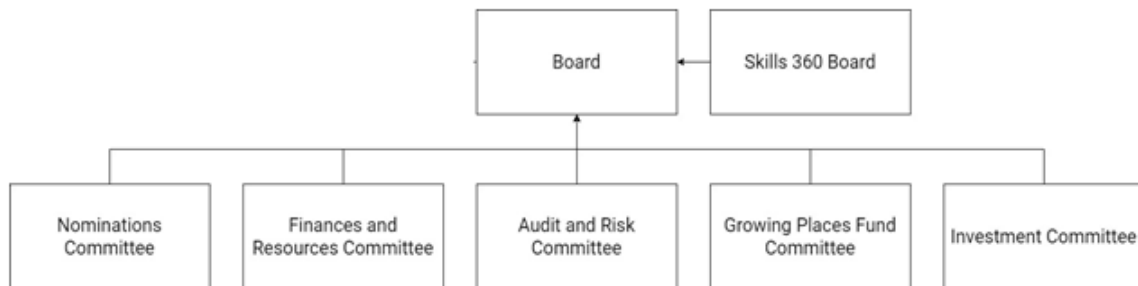 Board
Skills 360 Board
Nominations
Committee
Finances and
Resources Committee
Audit and Risk
Committee
Growing Places Fund
Committee
Investment Committee